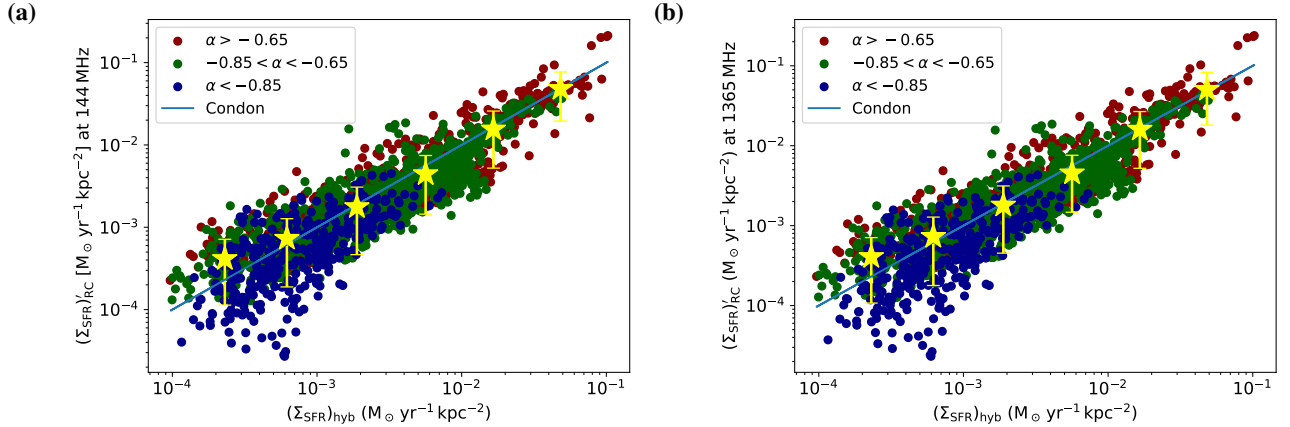 (a)
α > −0.65
−0.85 < α < −0.65
α < −0.85
Condon
(Σ_SFR)′_RC [M_⊙ yr⁻¹ kpc⁻²] at 144 MHz
10⁻¹
10⁻²
10⁻³
10⁻⁴
10⁻⁴ 10⁻³ 10⁻² 10⁻¹
(Σ_SFR)_hyb (M_⊙ yr⁻¹ kpc⁻²)
(b)
α > −0.65
−0.85 < α < −0.65
α < −0.85
Condon
(Σ_SFR)′_RC (M_⊙ yr⁻¹ kpc⁻²) at 1365 MHz
10⁻¹
10⁻²
10⁻³
10⁻⁴
10⁻⁴ 10⁻³ 10⁻² 10⁻¹
(Σ_SFR)_hyb (M_⊙ yr⁻¹ kpc⁻²)